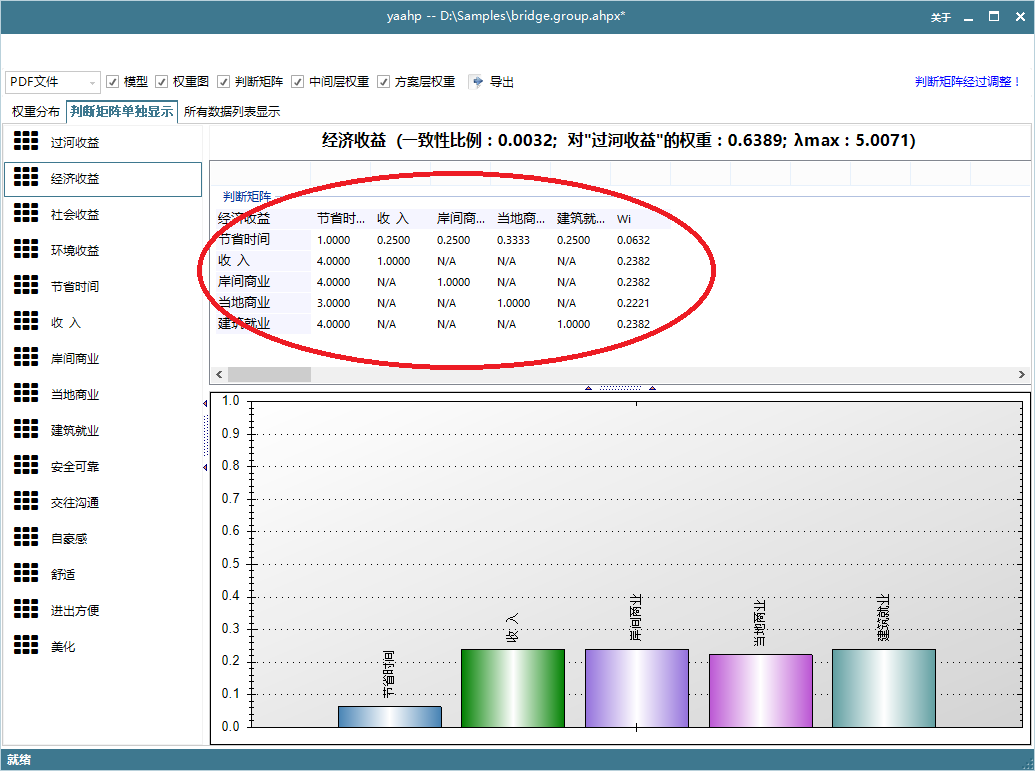 yaahp -- D:\Samples\bridge.group.ahpx* 关于
PDF文件 模型 权重图 判断矩阵 中间层权重 方案层权重 导出 判断矩阵经过调整！
权重分布 判断矩阵单独显示 所有数据列表显示
过河收益
经济收益
社会收益
环境收益
节省时间
收 入
岸间商业
当地商业
建筑就业
安全可靠
交往沟通
自豪感
舒适
进出方便
美化
经济收益 (一致性比例：0.0032; 对"过河收益"的权重：0.6389; λmax：5.0071)
判断矩阵
经济收益 节省时... 收 入 岸间商... 当地商... 建筑就... Wi
节省时间 1.0000 0.2500 0.2500 0.3333 0.2500 0.0632
收 入 4.0000 1.0000 N/A N/A N/A 0.2382
岸间商业 4.0000 N/A 1.0000 N/A N/A 0.2382
当地商业 3.0000 N/A N/A 1.0000 N/A 0.2221
建筑就业 4.0000 N/A N/A N/A 1.0000 0.2382
1.0
0.9
0.8
0.7
0.6
0.5
0.4
0.3
0.2
0.1
0.0
节省时间
收 入
岸间商业
当地商业
建筑就业
就绪